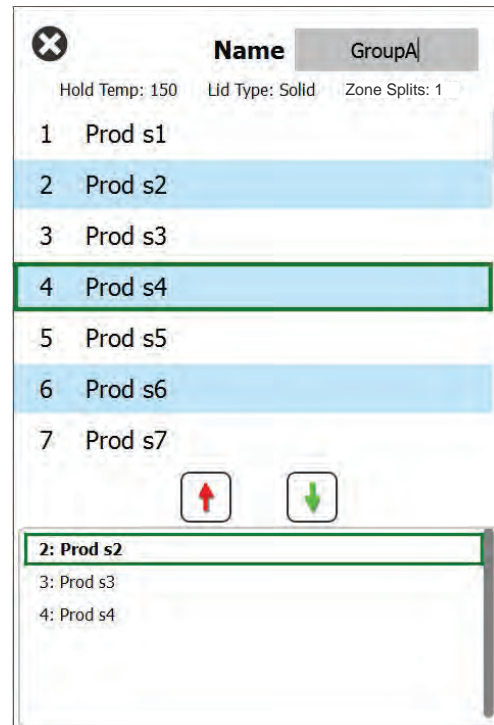 Name GroupA
Hold Temp: 150 Lid Type: Solid Zone Splits: 1
1 Prod s1
2 Prod s2
3 Prod s3
4 Prod s4
5 Prod s5
6 Prod s6
7 Prod s7
2: Prod s2
3: Prod s3
4: Prod s4